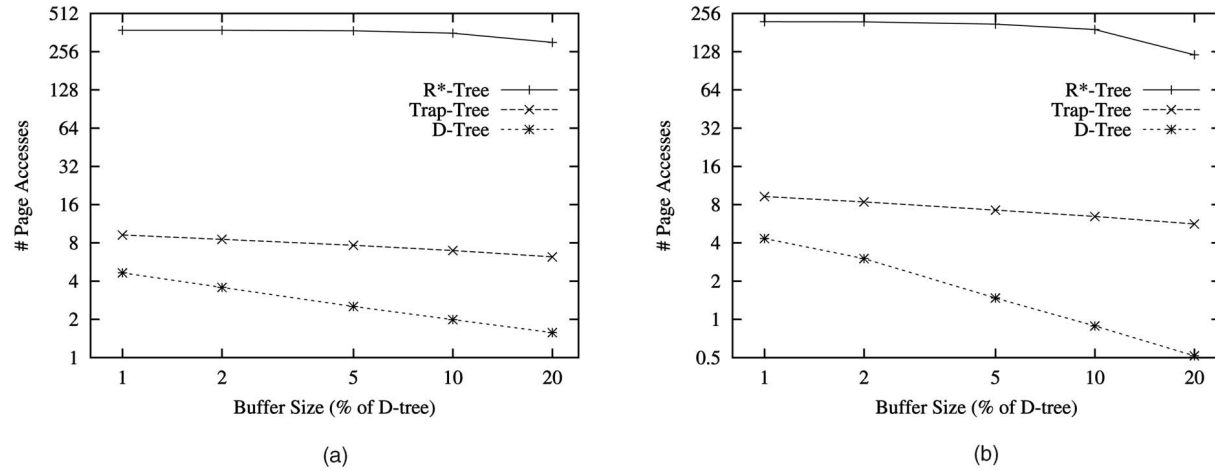 512
256
128
64
32
16
8
4
2
1
# Page Accesses
R*-Tree
Trap-Tree
D-Tree
1 2 5 10 20
Buffer Size (% of D-tree)
(a)
256
128
64
32
16
8
4
2
1
0.5
# Page Accesses
R*-Tree
Trap-Tree
D-Tree
1 2 5 10 20
Buffer Size (% of D-tree)
(b)